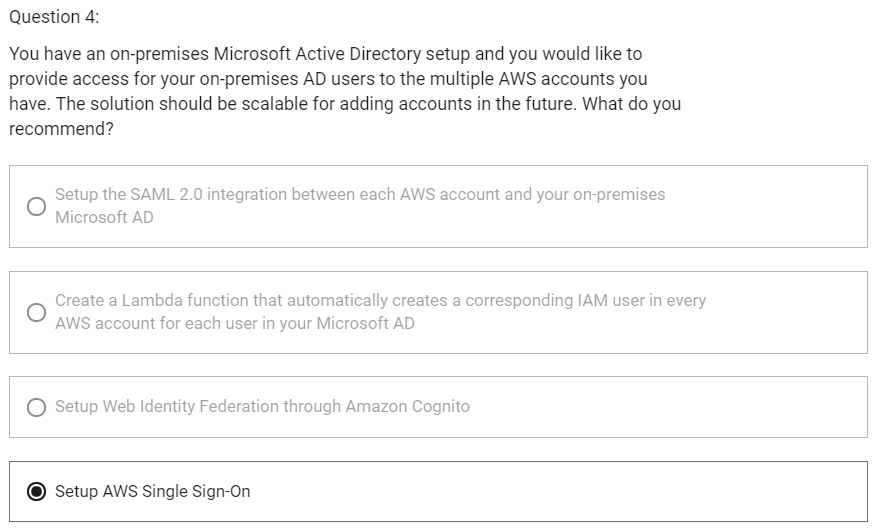 Question 4:
You have an on-premises Microsoft Active Directory setup and you would like to
provide access for your on-premises AD users to the multiple AWS accounts you
have. The solution should be scalable for adding accounts in the future. What do you
recommend?
Setup the SAML 2.0 integration between each AWS account and your on-premises
Microsoft AD
Create a Lambda function that automatically creates a corresponding IAM user in every
AWS account for each user in your Microsoft AD
Setup Web Identity Federation through Amazon Cognito
Setup AWS Single Sign-On